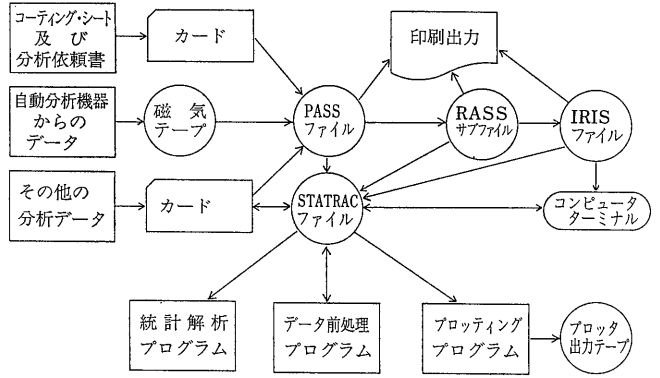 コーティング・シート
及び
分析依頼書
カード
印刷出力
自動分析機器
からの
データ
磁気
テープ
PASS
ファイル
RASS
サブファイル
IRIS
ファイル
その他の
分析データ
カード
STATRAC
ファイル
コンピュータ
ターミナル
統計解析
プログラム
データ前処理
プログラム
プロッティング
プログラム
プロッタ
出力テープ